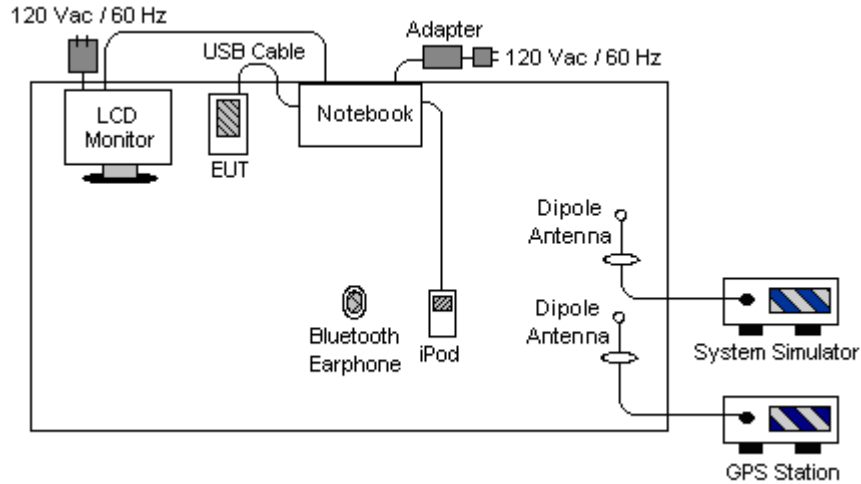 120 Vac / 60 Hz
Adapter
USB Cable
120 Vac / 60 Hz
LCD
Monitor
Notebook
EUT
Dipole
Antenna
Dipole
Antenna
Bluetooth
Earphone
iPod
System Simulator
GPS Station